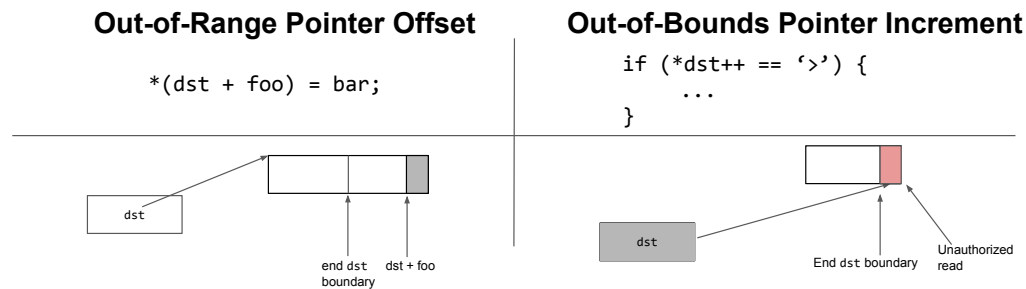 Out-of-Range Pointer Offset
*(dst + foo) = bar;
dst
end dst
boundary
dst + foo
Out-of-Bounds Pointer Increment
if (*dst++ == ‘>’) {
...
}
dst
End dst boundary
Unauthorized
read